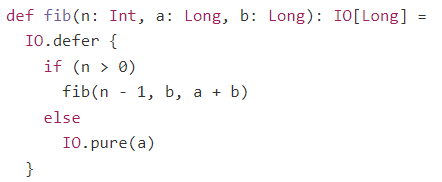 def fib(n: Int, a: Long, b: Long): IO[Long] =
  IO.defer {
    if (n > 0)
      fib(n - 1, b, a + b)
    else
      IO.pure(a)
  }